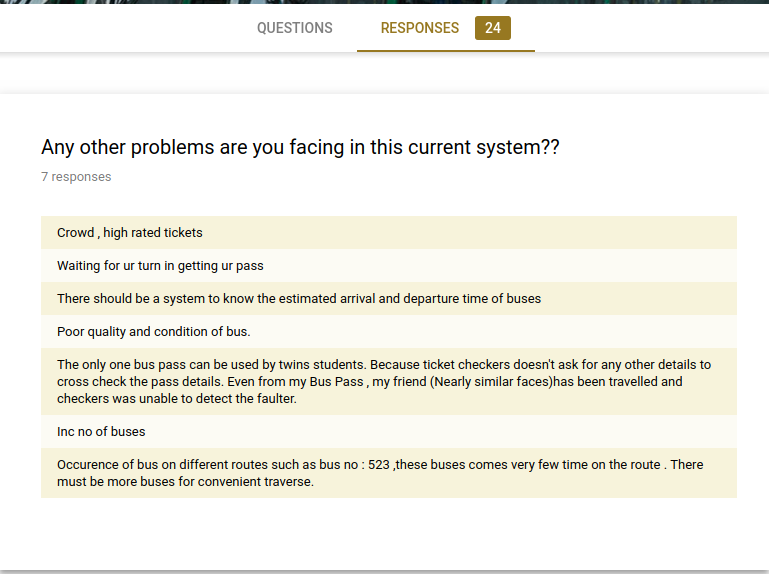 QUESTIONS
RESPONSES 24
Any other problems are you facing in this current system??
7 responses
Crowd , high rated tickets
Waiting for ur turn in getting ur pass
There should be a system to know the estimated arrival and departure time of buses
Poor quality and condition of bus.
The only one bus pass can be used by twins students. Because ticket checkers doesn't ask for any other details to
cross check the pass details. Even from my Bus Pass , my friend (Nearly similar faces)has been travelled and
checkers was unable to detect the faulter.
Inc no of buses
Occurence of bus on different routes such as bus no : 523 ,these buses comes very few time on the route . There
must be more buses for convenient traverse.